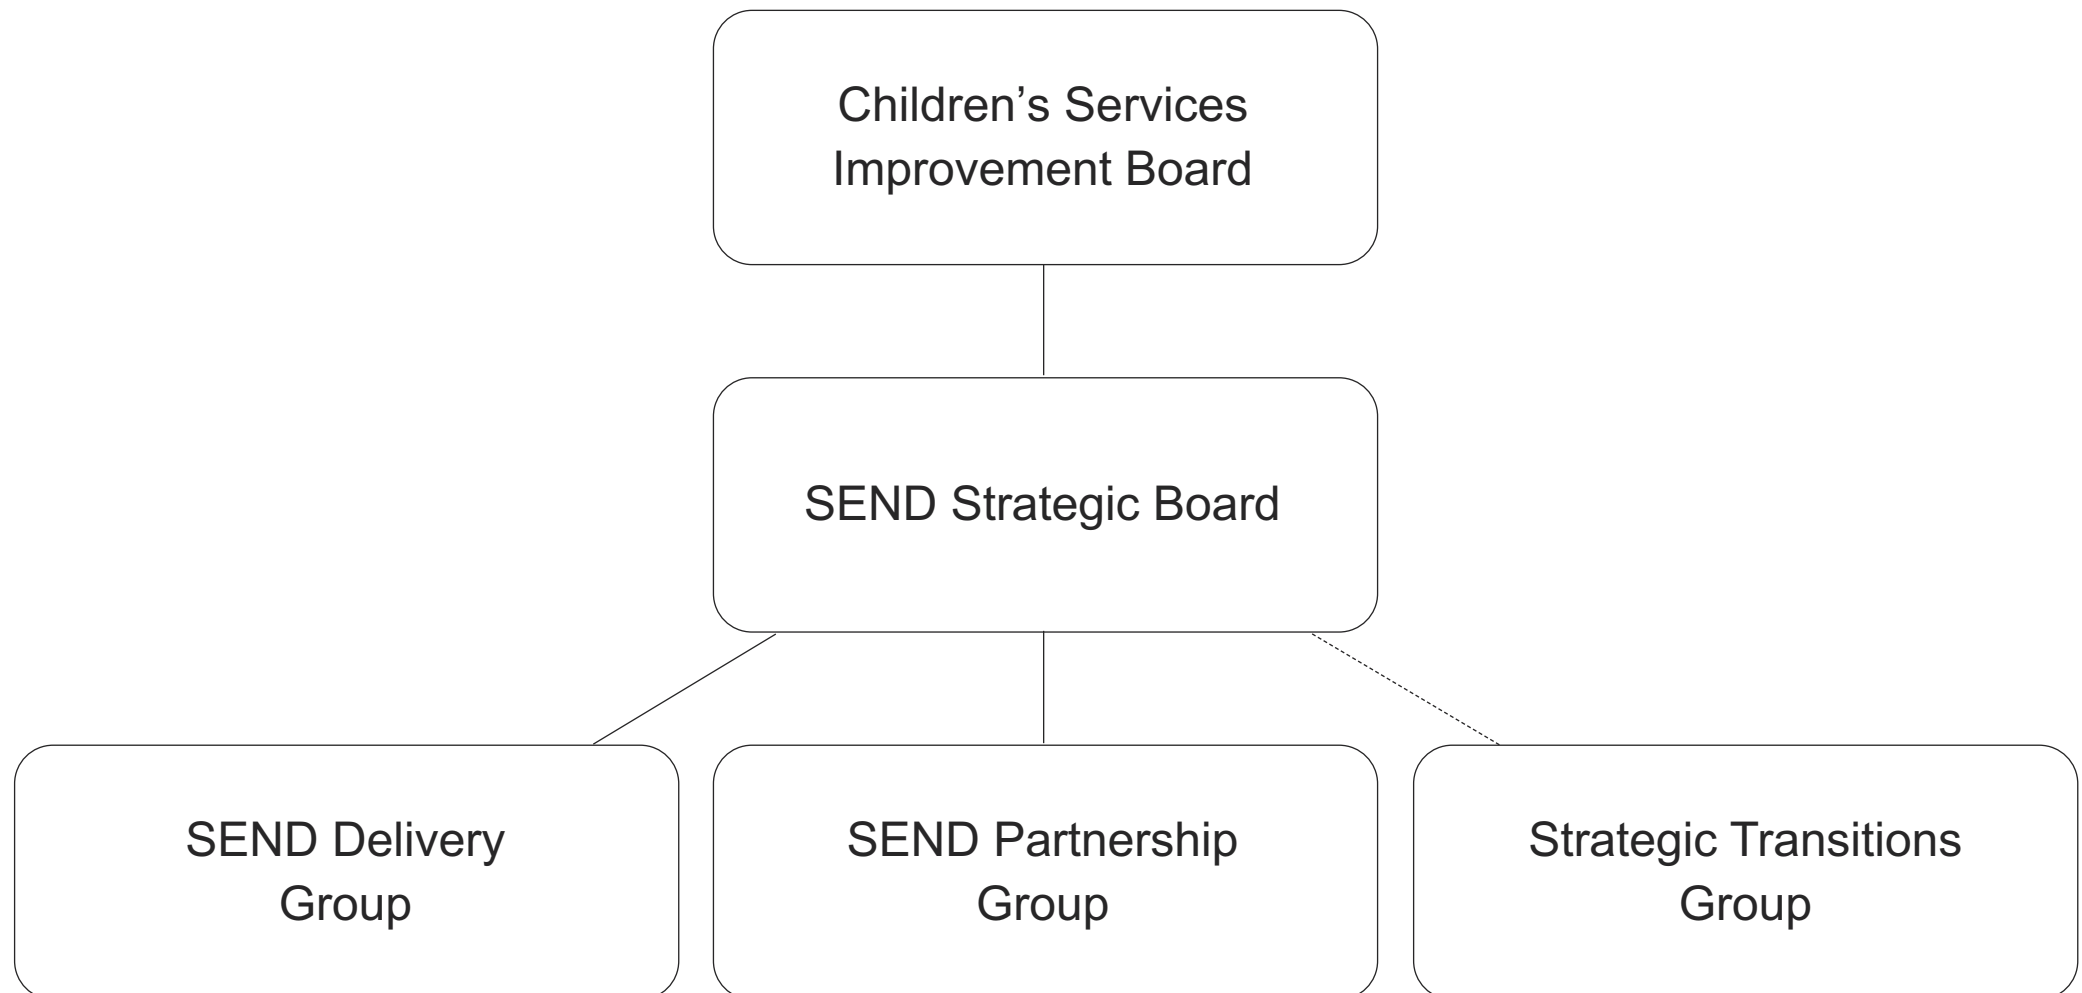 Children’s Services
Improvement Board
SEND Strategic Board
SEND Delivery
Group
SEND Partnership
Group
Strategic Transitions
Group